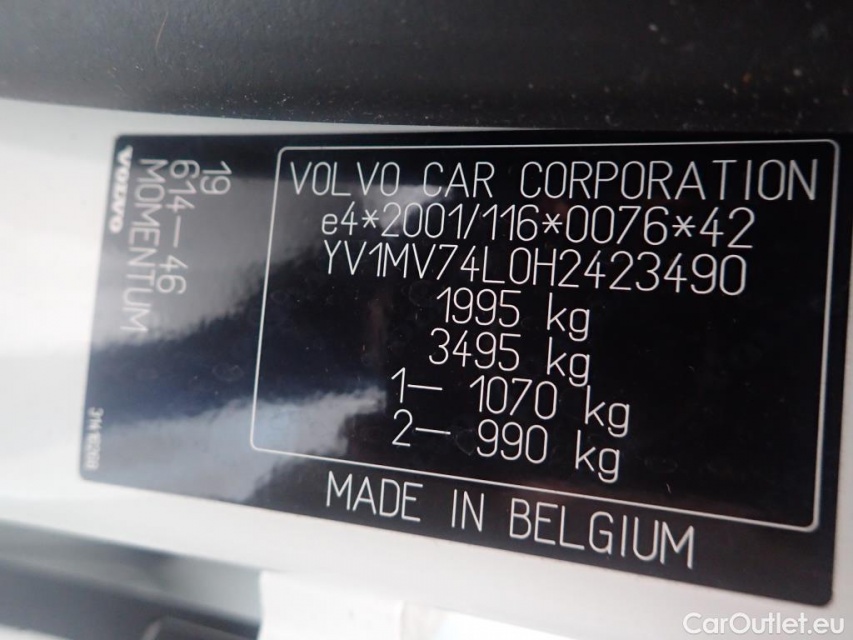 VOLVO CAR CORPORATION
e4*2001/116*0076*42
YV1MV74L0H2423490
1995 kg
3495 kg
1— 1070 kg
2— 990 kg
MADE IN BELGIUM
19
614—46
MOMENTUM
VOLVO
CarOutlet.eu